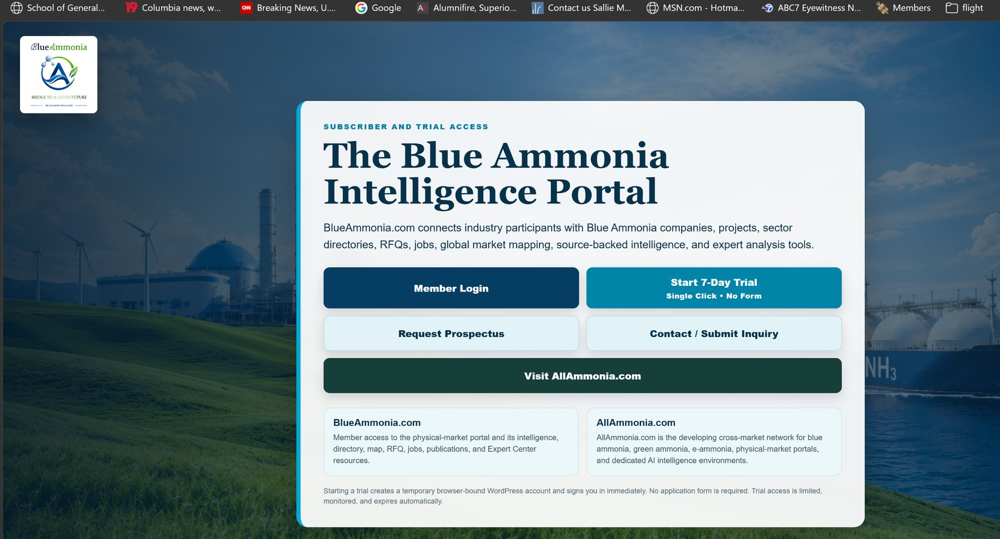 School of General...
Columbia news, w...
Breaking News, U....
Google
Alumnifire, Superio...
Contact us Sallie M...
MSN.com - Hotma...
ABC7 Eyewitness N...
Members
flight
19
CNN
AF
7
BlueAmmonia
A
BRIDGE TO A GREEN FUTURE
BLUEAMMONIA.COM
SUBSCRIBER AND TRIAL ACCESS
The Blue Ammonia
Intelligence Portal
BlueAmmonia.com connects industry participants with Blue Ammonia companies, projects, sector
directories, RFQs, jobs, global market mapping, source-backed intelligence, and expert analysis tools.
Member Login
Start 7-Day Trial
Single Click • No Form
Request Prospectus
Contact / Submit Inquiry
Visit AllAmmonia.com
NH₃
BlueAmmonia.com
Member access to the physical-market portal and its intelligence,
directory, map, RFQ, jobs, publications, and Expert Center
resources.
AllAmmonia.com
AllAmmonia.com is the developing cross-market network for blue
ammonia, green ammonia, e-ammonia, physical-market portals,
and dedicated AI intelligence environments.
Starting a trial creates a temporary browser-bound WordPress account and signs you in immediately. No application form is required. Trial access is limited,
monitored, and expires automatically.